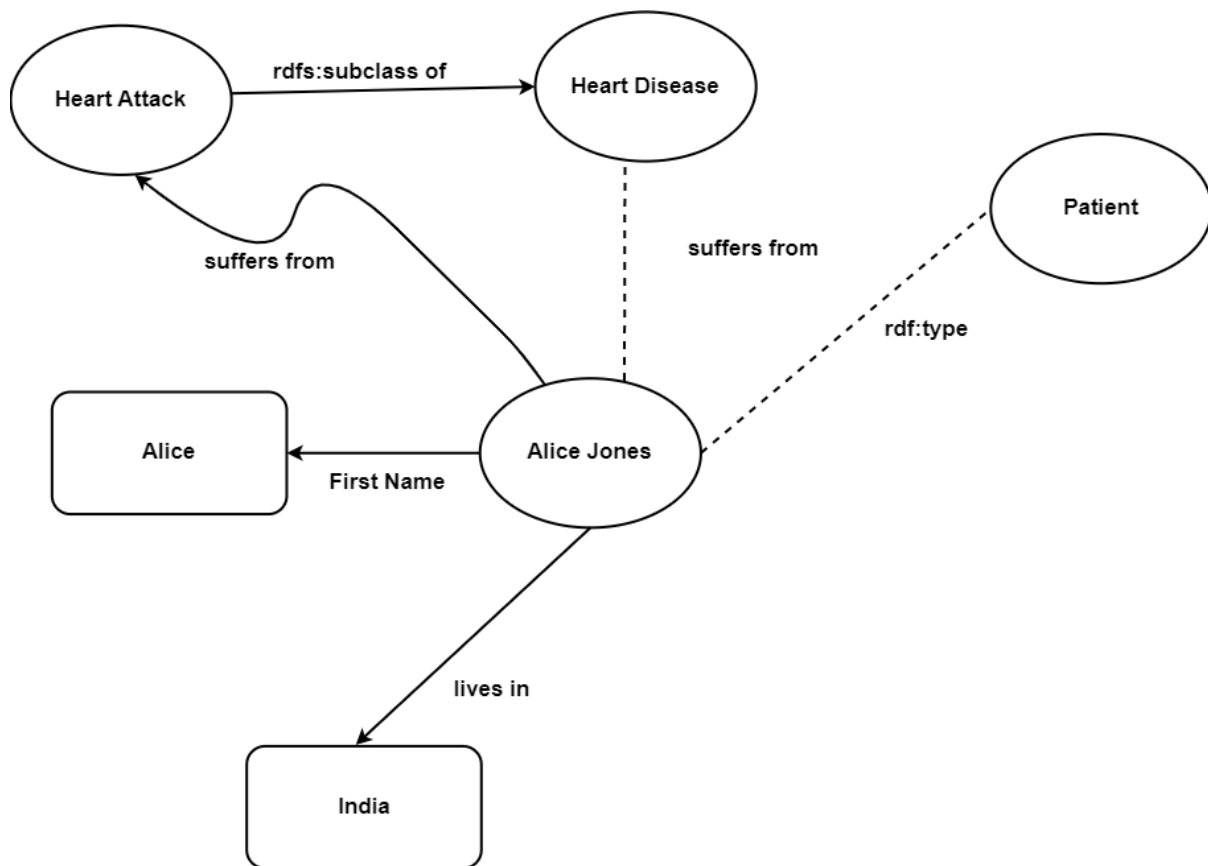 rdfs:subclass of
Heart Attack
Heart Disease
Patient
suffers from
suffers from
rdf:type
Alice
Alice Jones
First Name
lives in
India